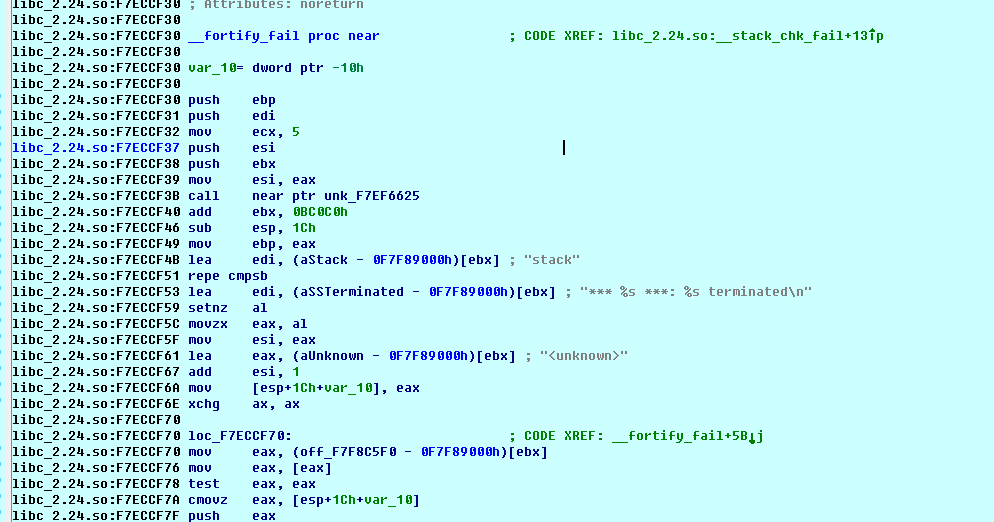 libc_2.24.so:F7ECCF30 ; Attributes: noreturn
libc_2.24.so:F7ECCF30
libc_2.24.so:F7ECCF30 __fortify_fail proc near ; CODE XREF: libc_2.24.so:__stack_chk_fail+13↑p
libc_2.24.so:F7ECCF30
libc_2.24.so:F7ECCF30 var_10= dword ptr -10h
libc_2.24.so:F7ECCF30
libc_2.24.so:F7ECCF30 push ebp
libc_2.24.so:F7ECCF31 push edi
libc_2.24.so:F7ECCF32 mov ecx, 5
libc_2.24.so:F7ECCF37 push esi
libc_2.24.so:F7ECCF38 push ebx
libc_2.24.so:F7ECCF39 mov esi, eax
libc_2.24.so:F7ECCF3B call near ptr unk_F7EF6625
libc_2.24.so:F7ECCF40 add ebx, 0BC0C0h
libc_2.24.so:F7ECCF46 sub esp, 1Ch
libc_2.24.so:F7ECCF49 mov ebp, eax
libc_2.24.so:F7ECCF4B lea edi, (aStack - 0F7F89000h)[ebx] ; "stack"
libc_2.24.so:F7ECCF51 repe cmpsb
libc_2.24.so:F7ECCF53 lea edi, (aSSTerminated - 0F7F89000h)[ebx] ; "*** %s ***: %s terminated\n"
libc_2.24.so:F7ECCF59 setnz al
libc_2.24.so:F7ECCF5C movzx eax, al
libc_2.24.so:F7ECCF5F mov esi, eax
libc_2.24.so:F7ECCF61 lea eax, (aUnknown - 0F7F89000h)[ebx] ; "<unknown>"
libc_2.24.so:F7ECCF67 add esi, 1
libc_2.24.so:F7ECCF6A mov [esp+1Ch+var_10], eax
libc_2.24.so:F7ECCF6E xchg ax, ax
libc_2.24.so:F7ECCF70
libc_2.24.so:F7ECCF70 loc_F7ECCF70: ; CODE XREF: __fortify_fail+5B↓j
libc_2.24.so:F7ECCF70 mov eax, (off_F7F8C5F0 - 0F7F89000h)[ebx]
libc_2.24.so:F7ECCF76 mov eax, [eax]
libc_2.24.so:F7ECCF78 test eax, eax
libc_2.24.so:F7ECCF7A cmovz eax, [esp+1Ch+var_10]
libc_2.24.so:F7ECCF7F push eax